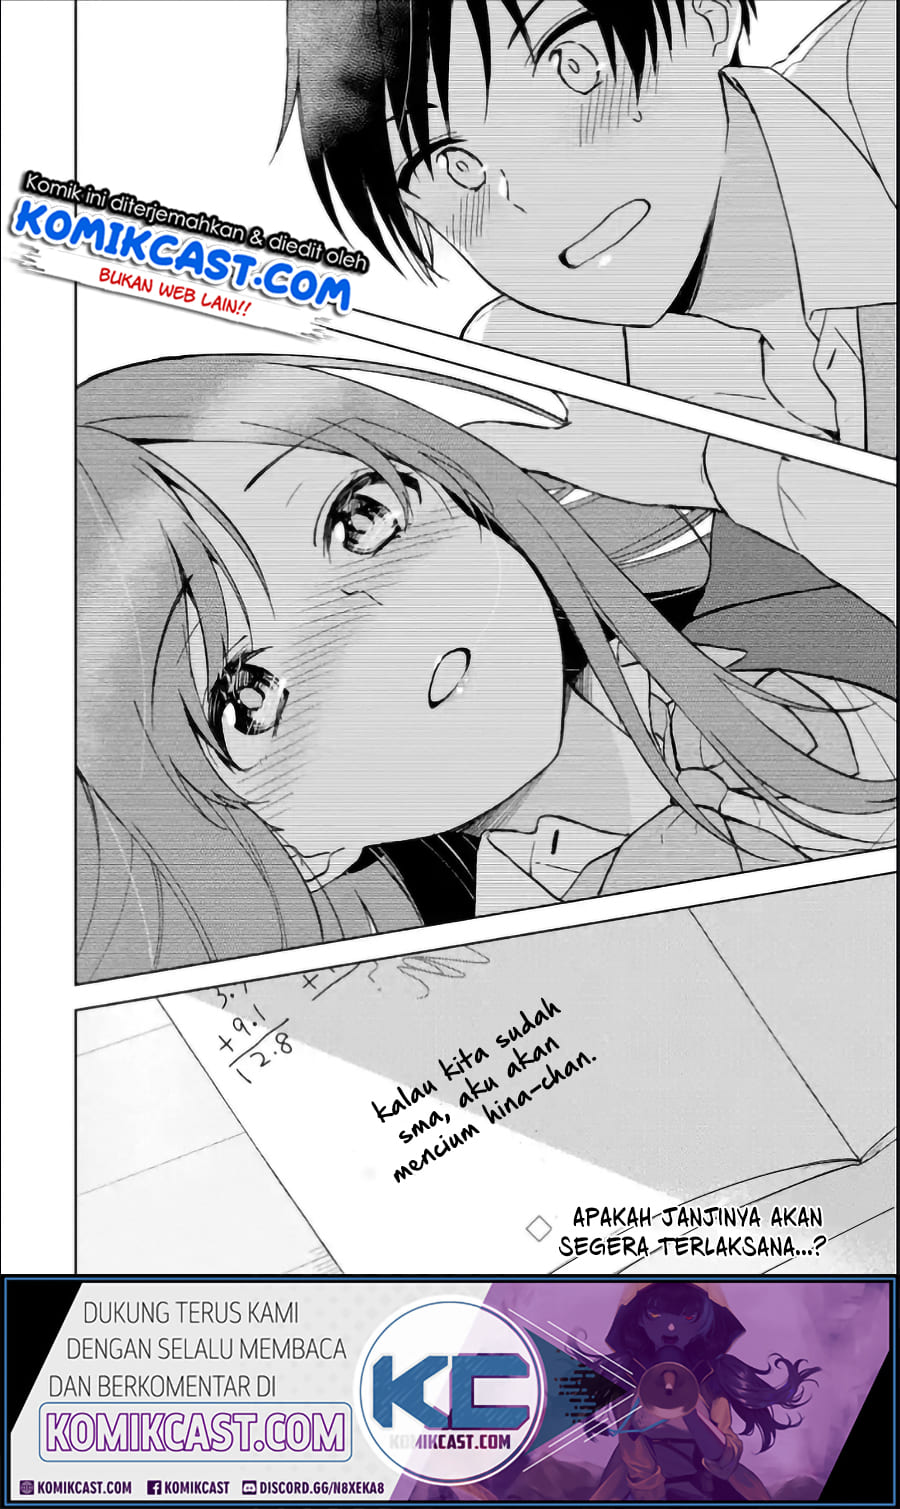 Komik ini diterjemahkan & diedit oleh
KOMIKCAST.COM
BUKAN WEB LAIN!!
+9.1
12.8
kalau kita sudah
sma, aku akan
mencium hina-chan.
APAKAH JANJINYA AKAN
SEGERA TERLAKSANA...?
DUKUNG TERUS KAMI
DENGAN SELALU MEMBACA
DAN BERKOMENTAR DI
KOMIKCAST.COM
KC
KOMIKCAST.COM
KOMIKCAST.COM KOMIKCAST DISCORD.GG/N8XEKA8